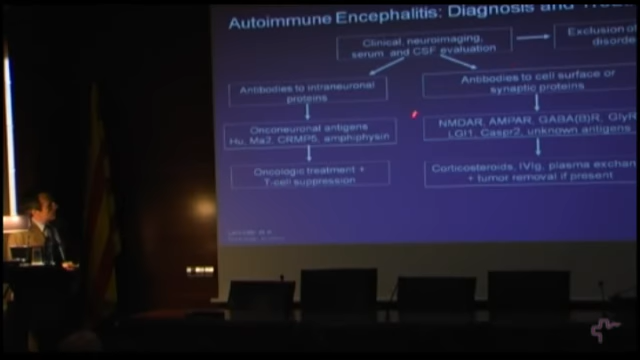 Autoimmune Encephalitis: Diagnosis and
Clinical, neuroimaging,
serum and CSF evaluation
Exclusion of
disorde
Antibodies to intraneuronal
proteins
Antibodies to cell surface or
synaptic proteins
Onconeuronal antigens
Hu, Ma2, CRMP5, amphiphysin
NMDAR, AMPAR, GABA(B)R, GlyR
LGI1, Caspr2, unknown antigens
Oncologic treatment +
T-cell suppression
Corticosteroids, IVIg, plasma exchan
+ tumor removal if present